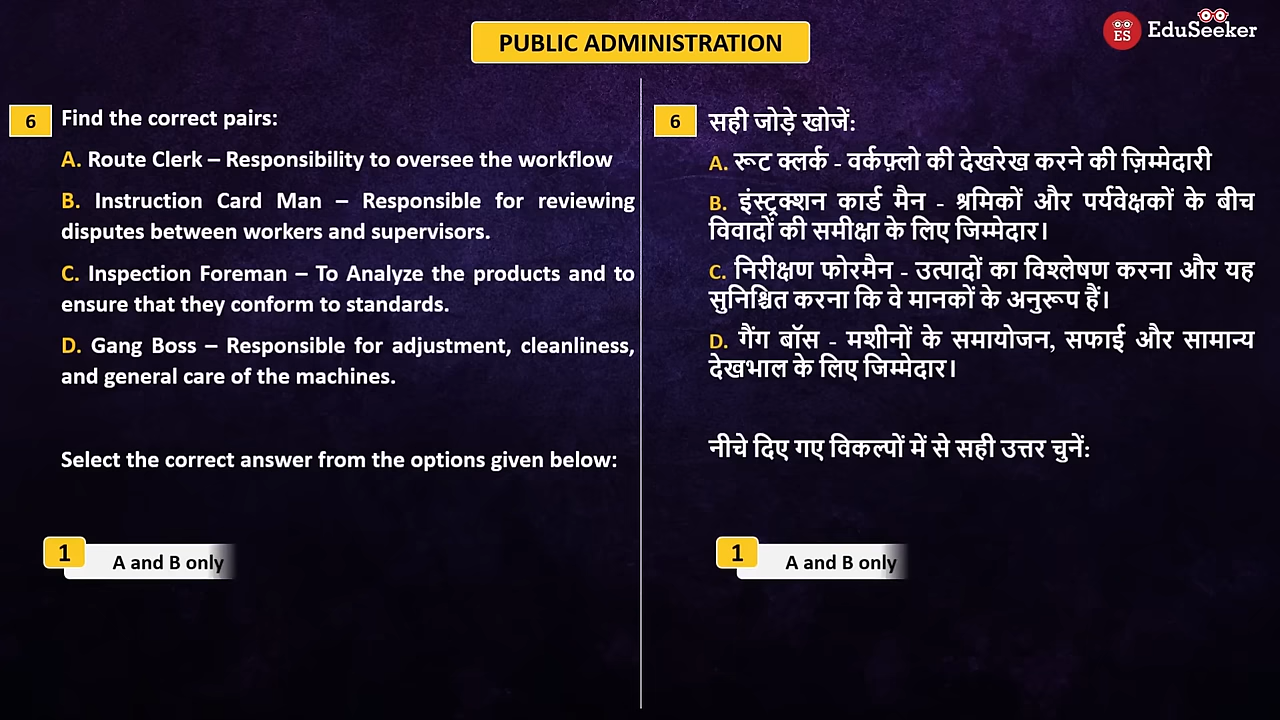 PUBLIC ADMINISTRATION
ES EduSeeker
6 Find the correct pairs:
A. Route Clerk – Responsibility to oversee the workflow
B. Instruction Card Man – Responsible for reviewing
disputes between workers and supervisors.
C. Inspection Foreman – To Analyze the products and to
ensure that they conform to standards.
D. Gang Boss – Responsible for adjustment, cleanliness,
and general care of the machines.
Select the correct answer from the options given below:
1 A and B only
6 सही जोड़े खोजें:
A. रूट क्लर्क - वर्कफ़्लो की देखरेख करने की ज़िम्मेदारी
B. इंस्ट्रक्शन कार्ड मैन - श्रमिकों और पर्यवेक्षकों के बीच
विवादों की समीक्षा के लिए जिम्मेदार।
C. निरीक्षण फोरमैन - उत्पादों का विश्लेषण करना और यह
सुनिश्चित करना कि वे मानकों के अनुरूप हैं।
D. गैंग बॉस - मशीनों के समायोजन, सफाई और सामान्य
देखभाल के लिए जिम्मेदार।
नीचे दिए गए विकल्पों में से सही उत्तर चुनें:
1 A and B only